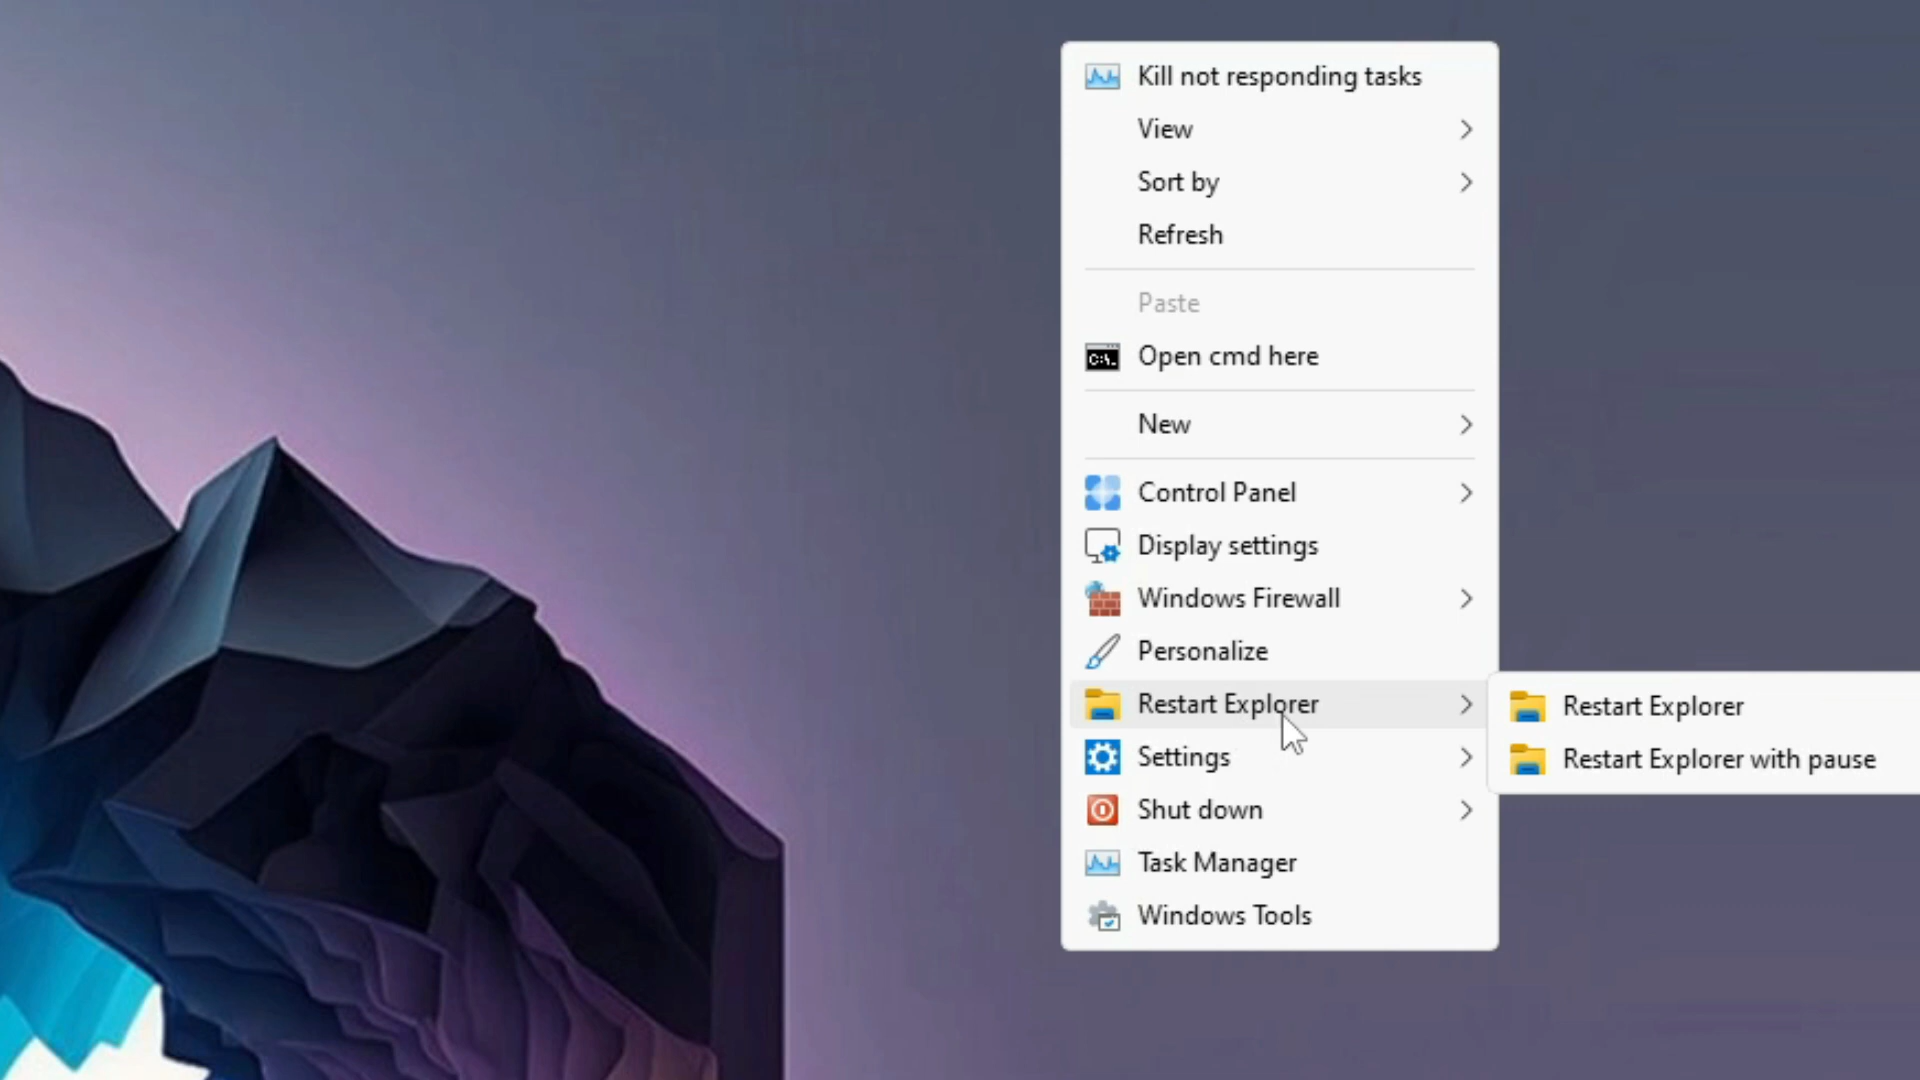 Kill not responding tasks
View
Sort by
Refresh
Paste
C:\_ Open cmd here
New
Control Panel
Display settings
Windows Firewall
Personalize
Restart Explorer
Settings
Shut down
Task Manager
Windows Tools
Restart Explorer
Restart Explorer with pause